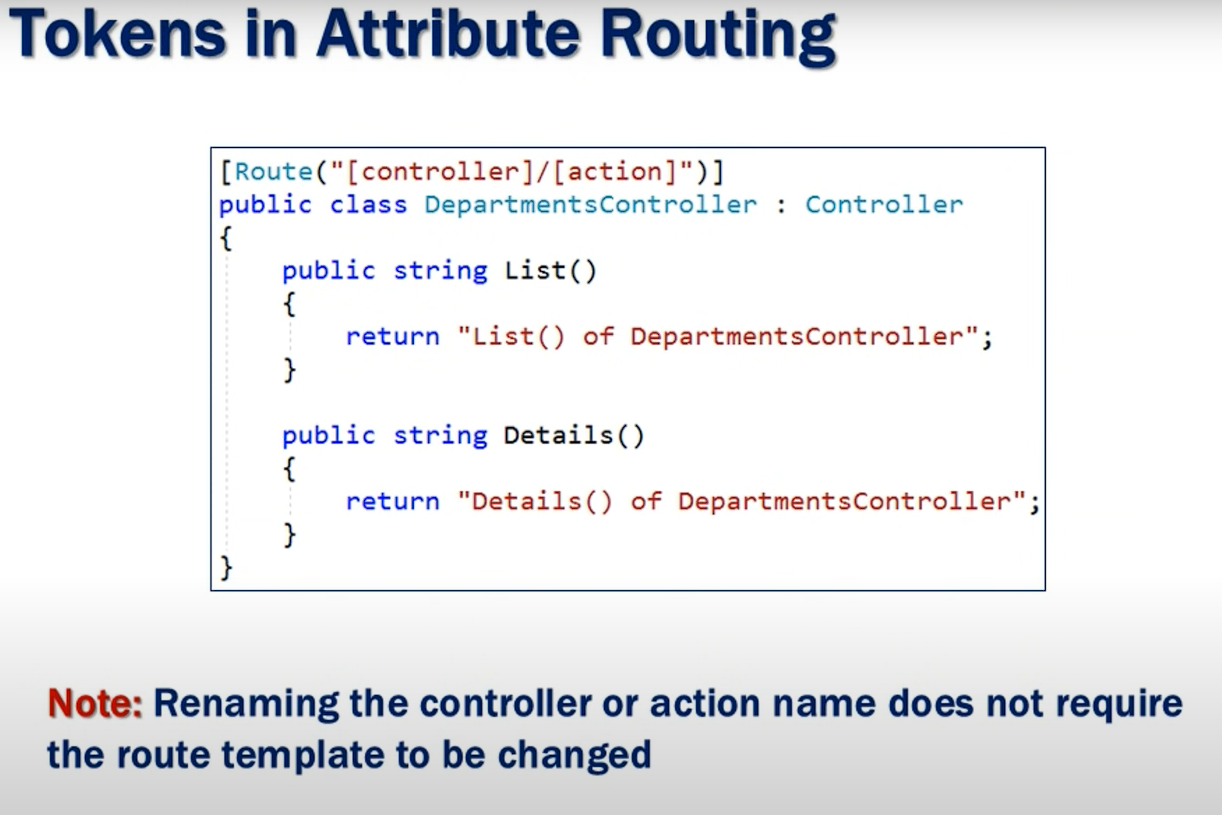 Tokens in Attribute Routing
[Route("[controller]/[action]")]
public class DepartmentsController : Controller
{
public string List()
{
return "List() of DepartmentsController";
}
public string Details()
{
return "Details() of DepartmentsController";
}
}
Note: Renaming the controller or action name does not require
the route template to be changed